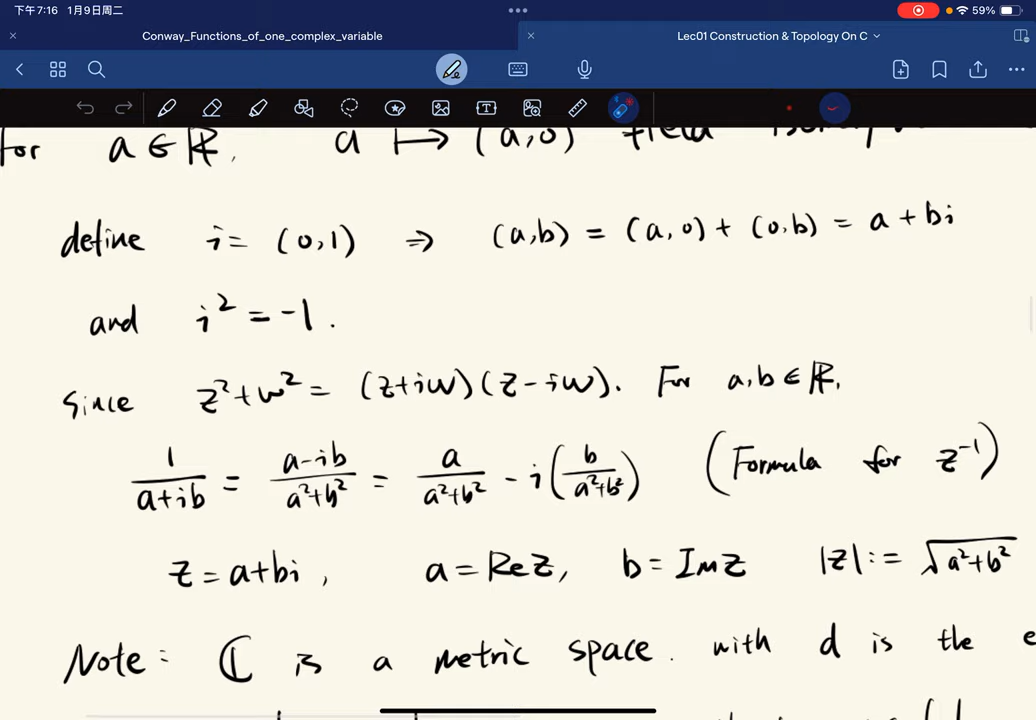 下午7:16 1月9日周二
59%
Conway_Functions_of_one_complex_variable
Lec01 Construction & Topology On C
for a ∈ ℝ. a ↦ (a,0) field
define i = (0,1) ⇒ (a,b) = (a,0) + (0,b) = a + bi
and i² = -1.
Since z² + w² = (z+iw)(z-iw). For a,b ∈ ℝ,
1/(a+ib) = (a-ib)/(a²+b²) = a/(a²+b²) - i(b/(a²+b²)) (Formula for z⁻¹)
z = a+bi, a = Re z, b = Im z |z| := √(a²+b²)
Note: ℂ is a metric space. with d is the